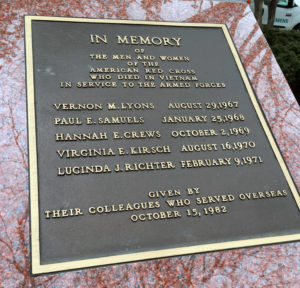 IN MEMORY
OF
THE MEN AND WOMEN
OF THE
AMERICAN RED CROSS
WHO DIED IN VIETNAM
IN SERVICE TO THE ARMED FORCES
VERNON M. LYONS AUGUST 29, 1967
PAUL E. SAMUELS JANUARY 25, 1968
HANNAH E. CREWS OCTOBER 2, 1969
VIRGINIA E. KIRSCH AUGUST 16, 1970
LUCINDA J. RICHTER FEBRUARY 9, 1971
GIVEN BY
THEIR COLLEAGUES WHO SERVED OVERSEAS
OCTOBER 15, 1982